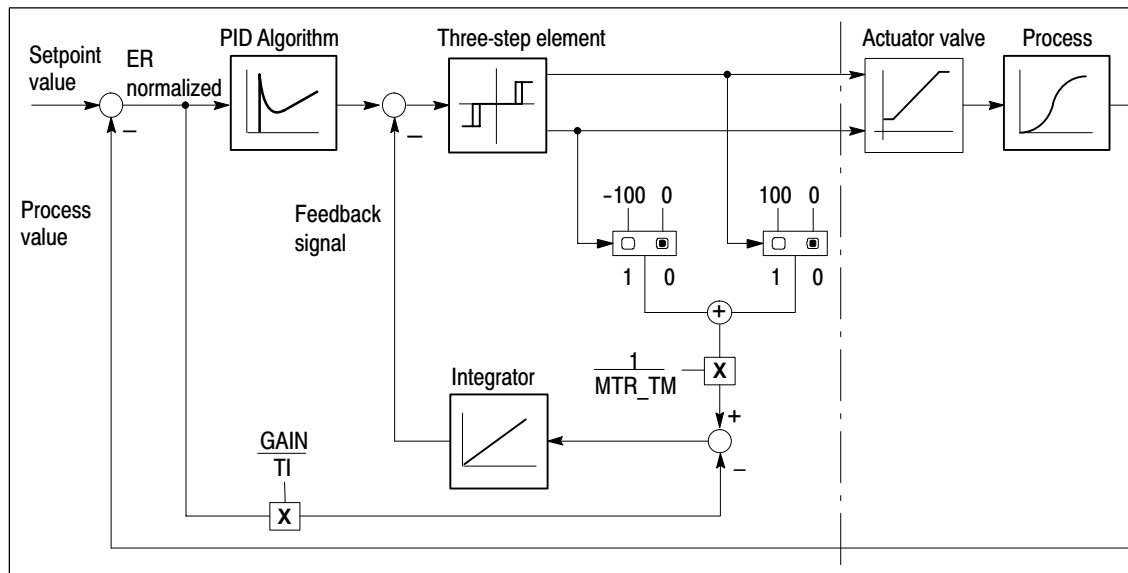 PID Algorithm
Three-step element
Actuator valve
Process
Setpoint
value
ER
normalized
–
–
Process
value
Feedback
signal
-100 0
100 0
1 0
1 0
+
1
MTR_TM
X
Integrator
+
–
GAIN
TI
X